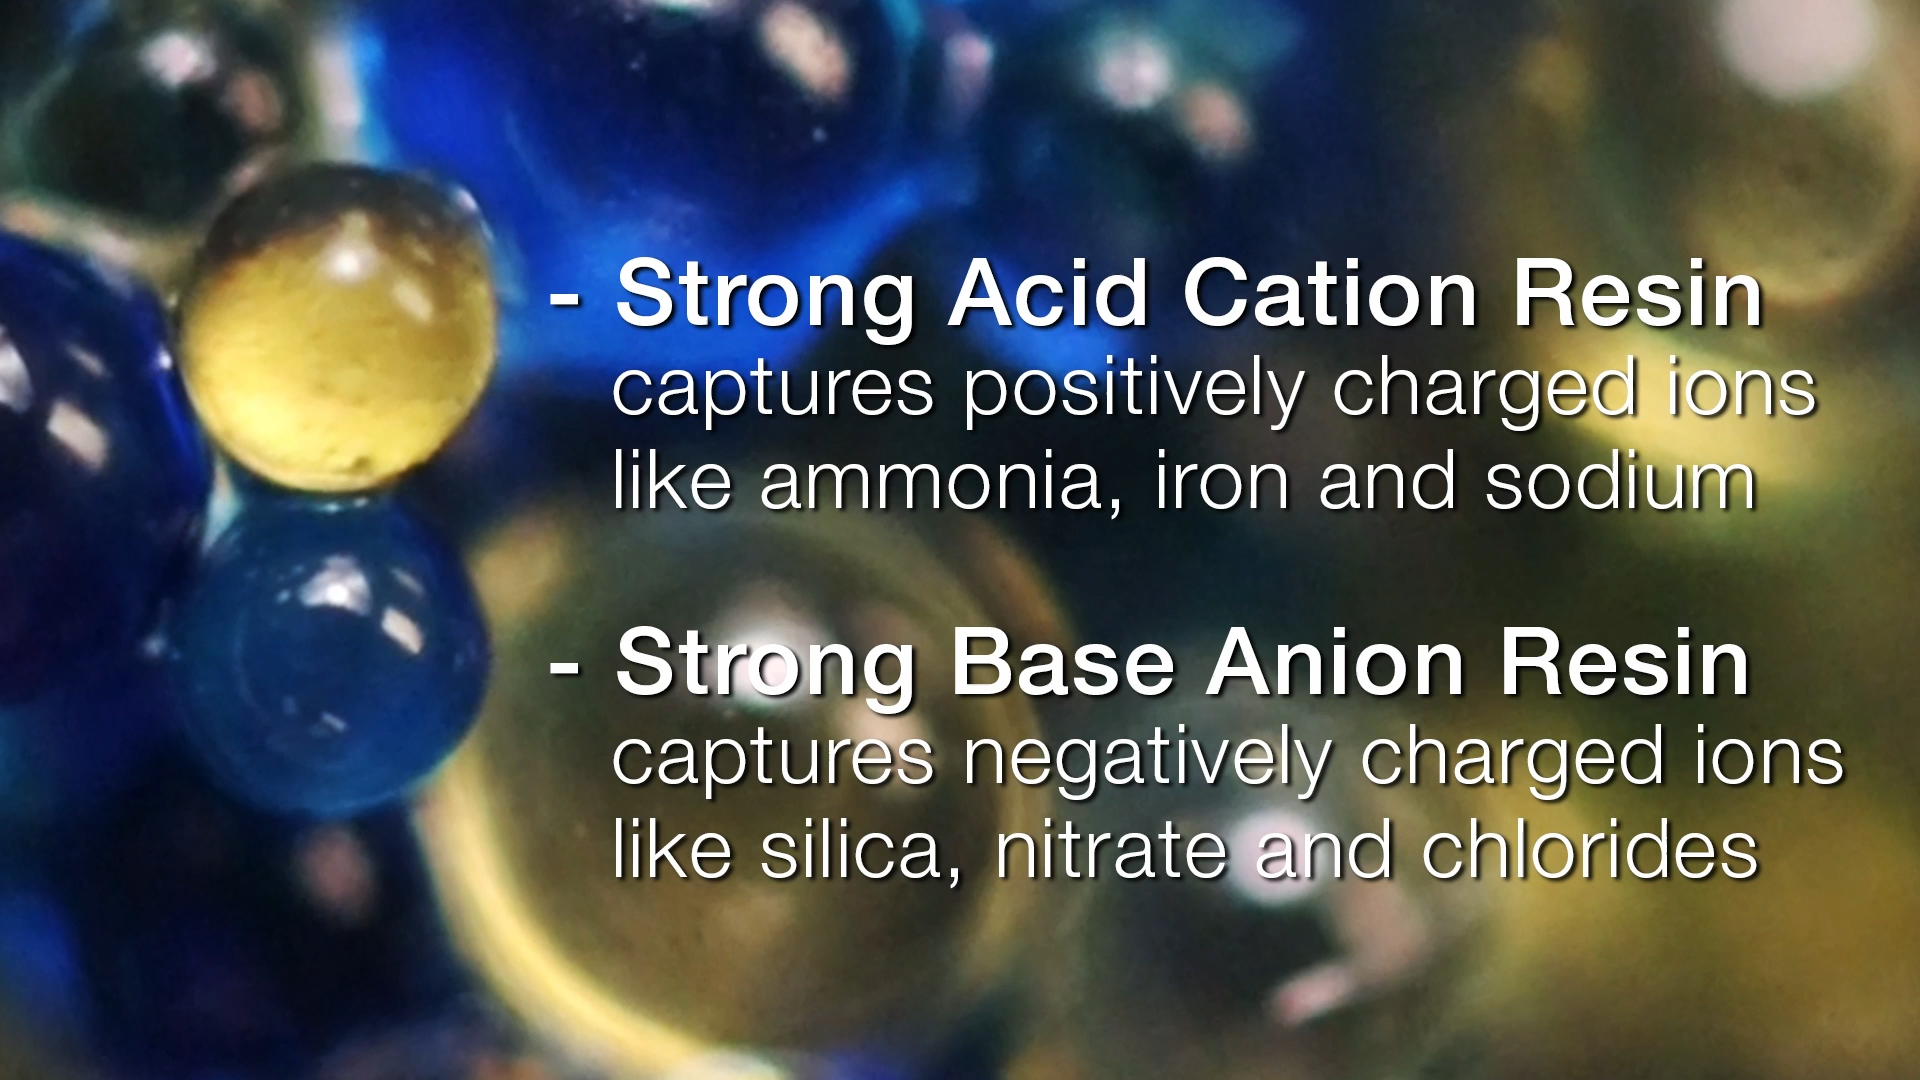 - Strong Acid Cation Resin
captures positively charged ions
like ammonia, iron and sodium
- Strong Base Anion Resin
captures negatively charged ions
like silica, nitrate and chlorides